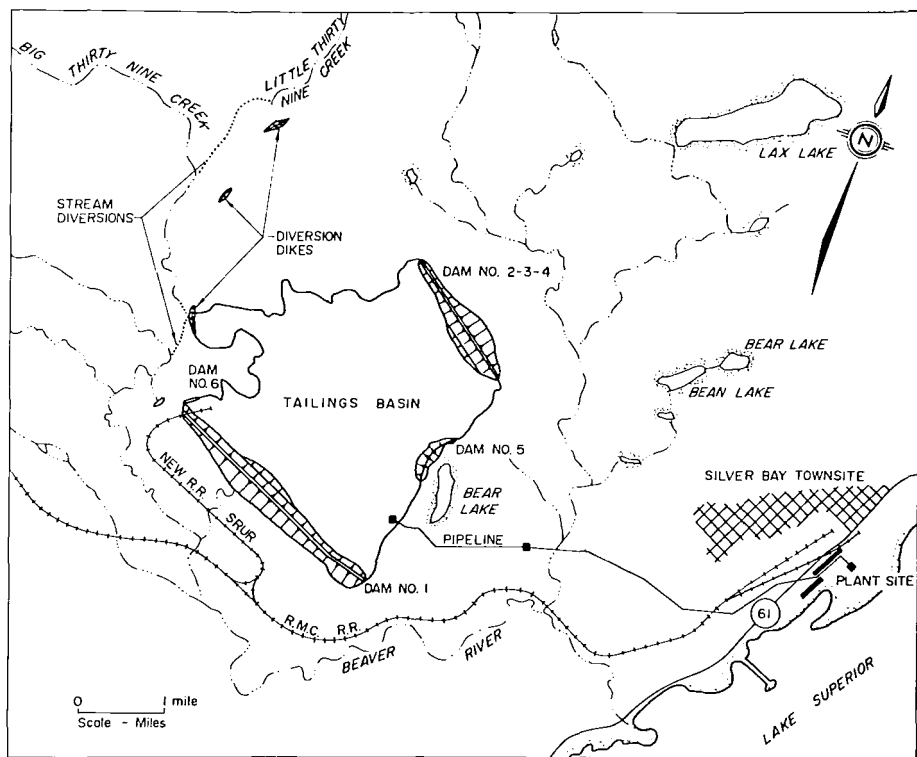 BIG THIRTY NINE CREEK
LITTLE THIRTY
NINE CREEK
LAX LAKE
N
STREAM
DIVERSIONS
DIVERSION
DIKES
DAM NO. 2-3-4
BEAR LAKE
BEAN LAKE
DAM
NO. 6
TAILINGS BASIN
DAM NO. 5
NEW R.R. SRUR
BEAR
LAKE
SILVER BAY TOWNSITE
PIPELINE
PLANT SITE
DAM NO. 1
61
R.M.C. R.R.
BEAVER RIVER
LAKE SUPERIOR
0 1 mile
Scale - Miles